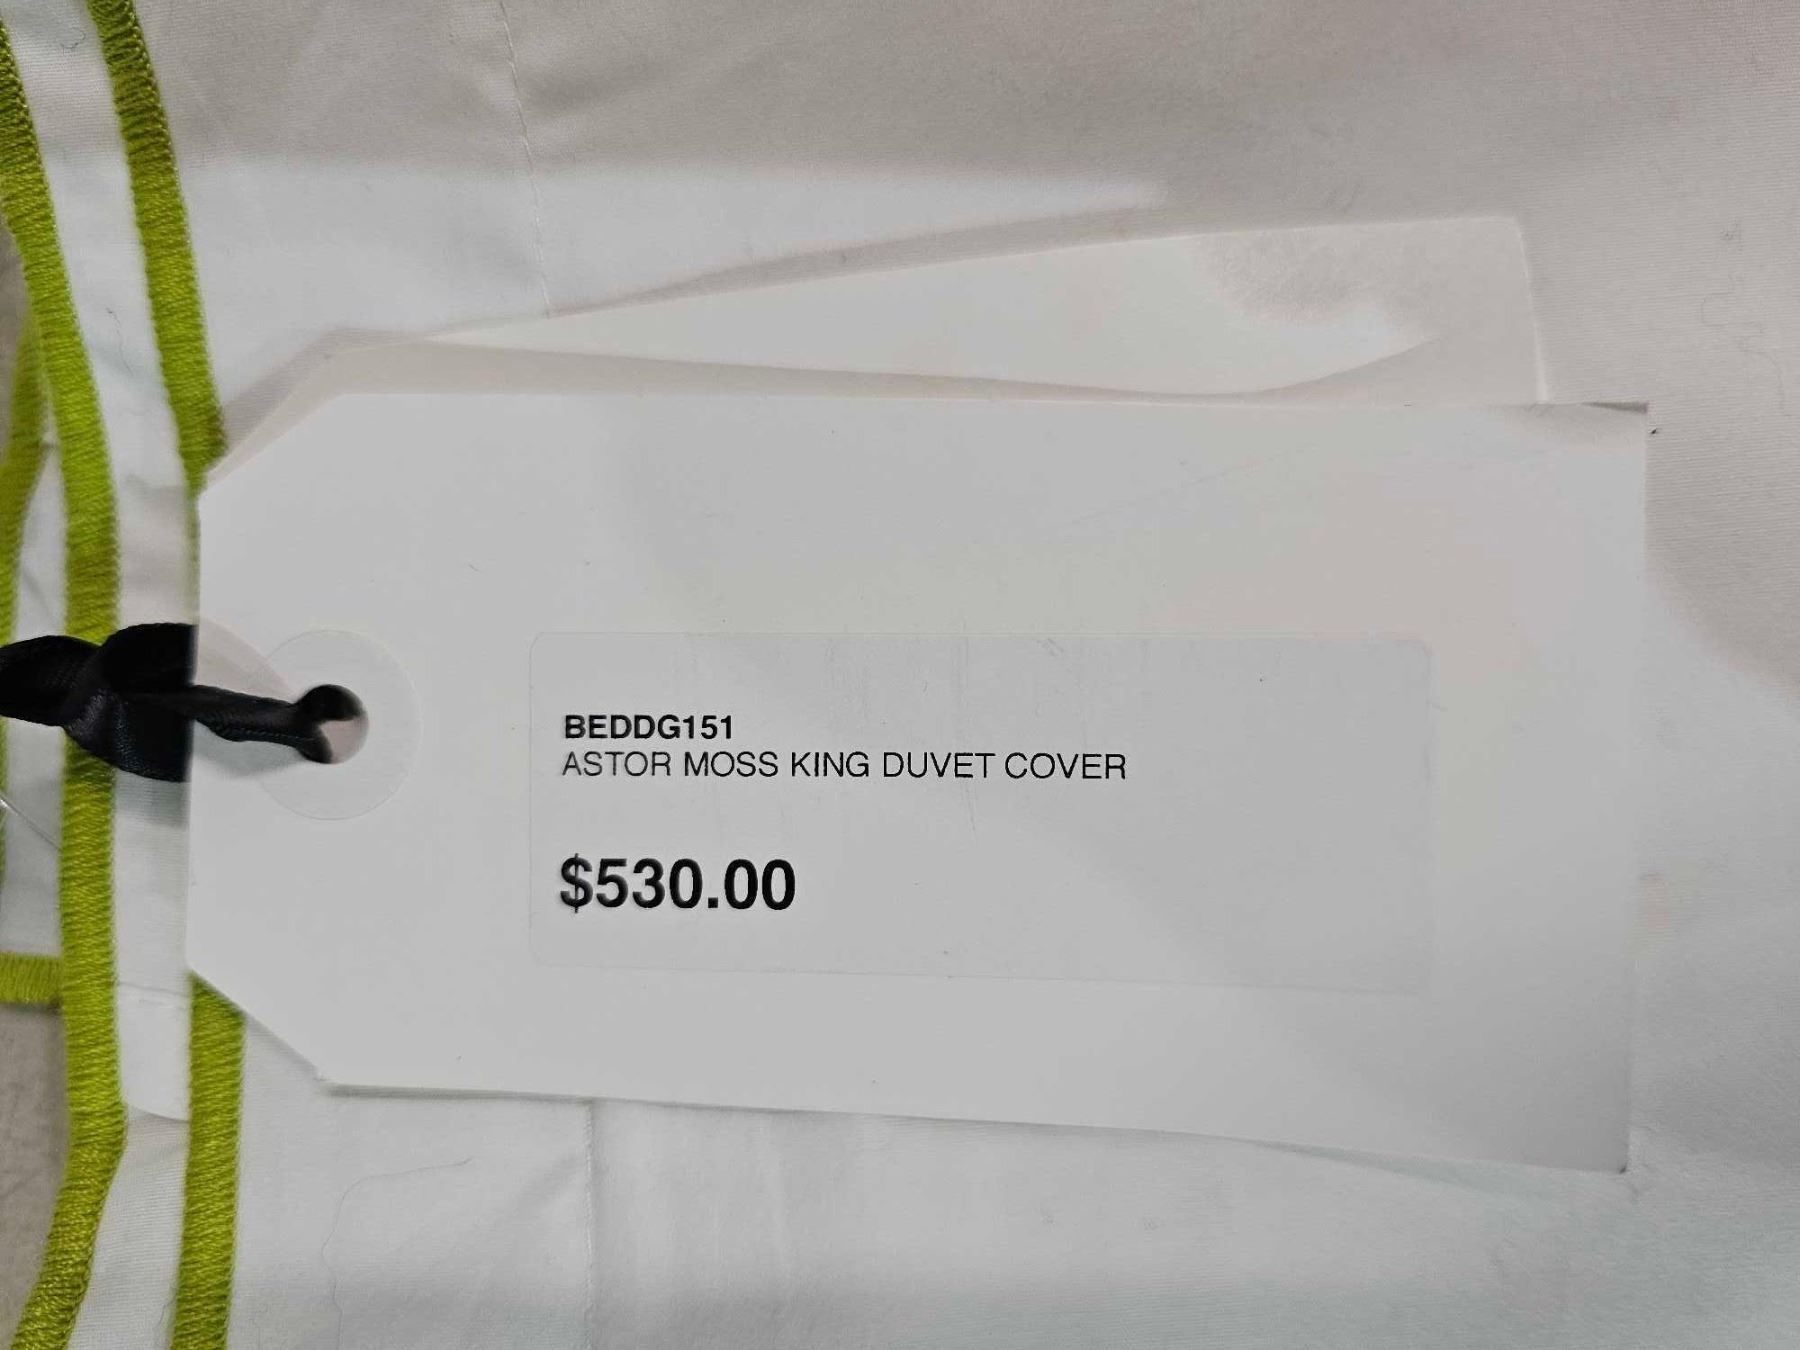 BEDDG151
ASTOR MOSS KING DUVET COVER
$530.00